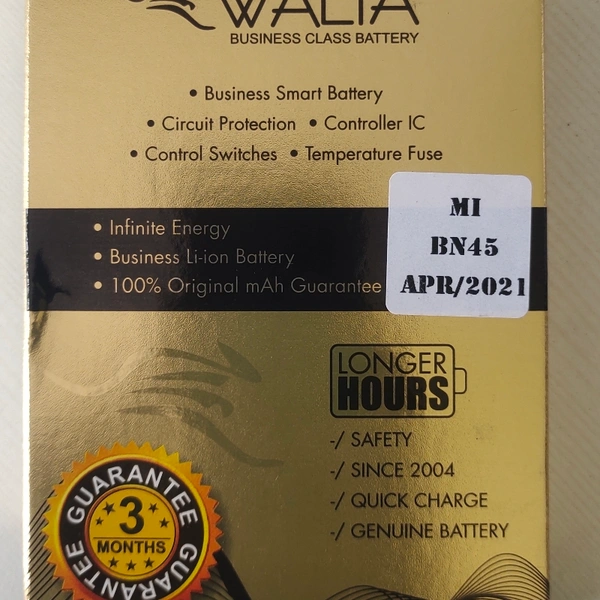 WALIA
BUSINESS CLASS BATTERY
• Business Smart Battery
• Circuit Protection • Controller IC
• Control Switches • Temperature Fuse
• Infinite Energy
• Business Li-ion Battery
• 100% Original mAh Guarantee
MI
BN45
APR/2021
LONGER
HOURS
-/ SAFETY
-/ SINCE 2004
-/ QUICK CHARGE
-/ GENUINE BATTERY
GUARANTEE
3
MONTHS
GUARANTEE